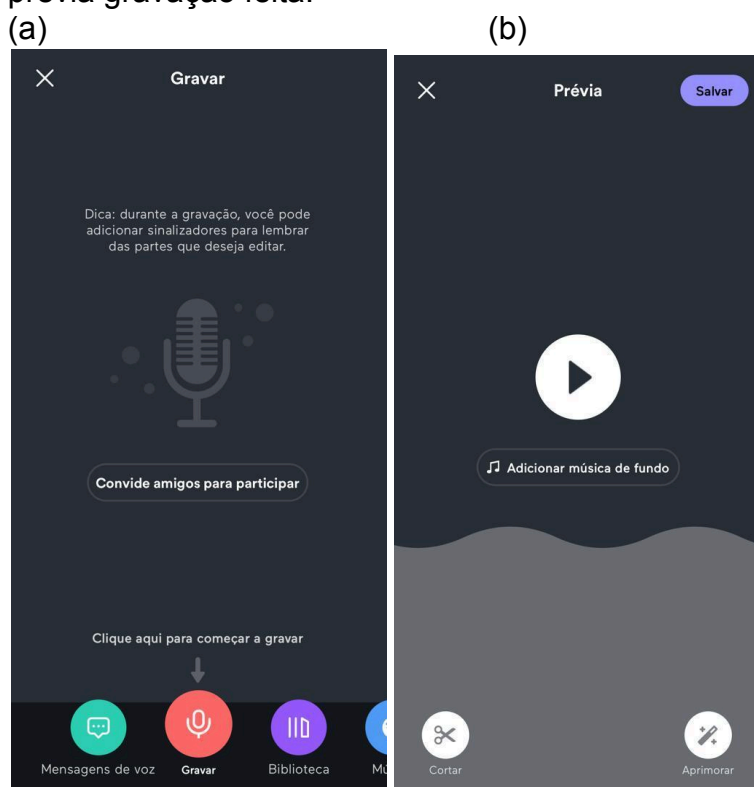 prévia gravação feita.
(a)
(b)
Gravar
Dica: durante a gravação, você pode
adicionar sinalizadores para lembrar
das partes que deseja editar.
Convide amigos para participar
Clique aqui para começar a gravar
Mensagens de voz
Gravar
Biblioteca
Mú
Prévia
Salvar
Adicionar música de fundo
Cortar
Aprimorar